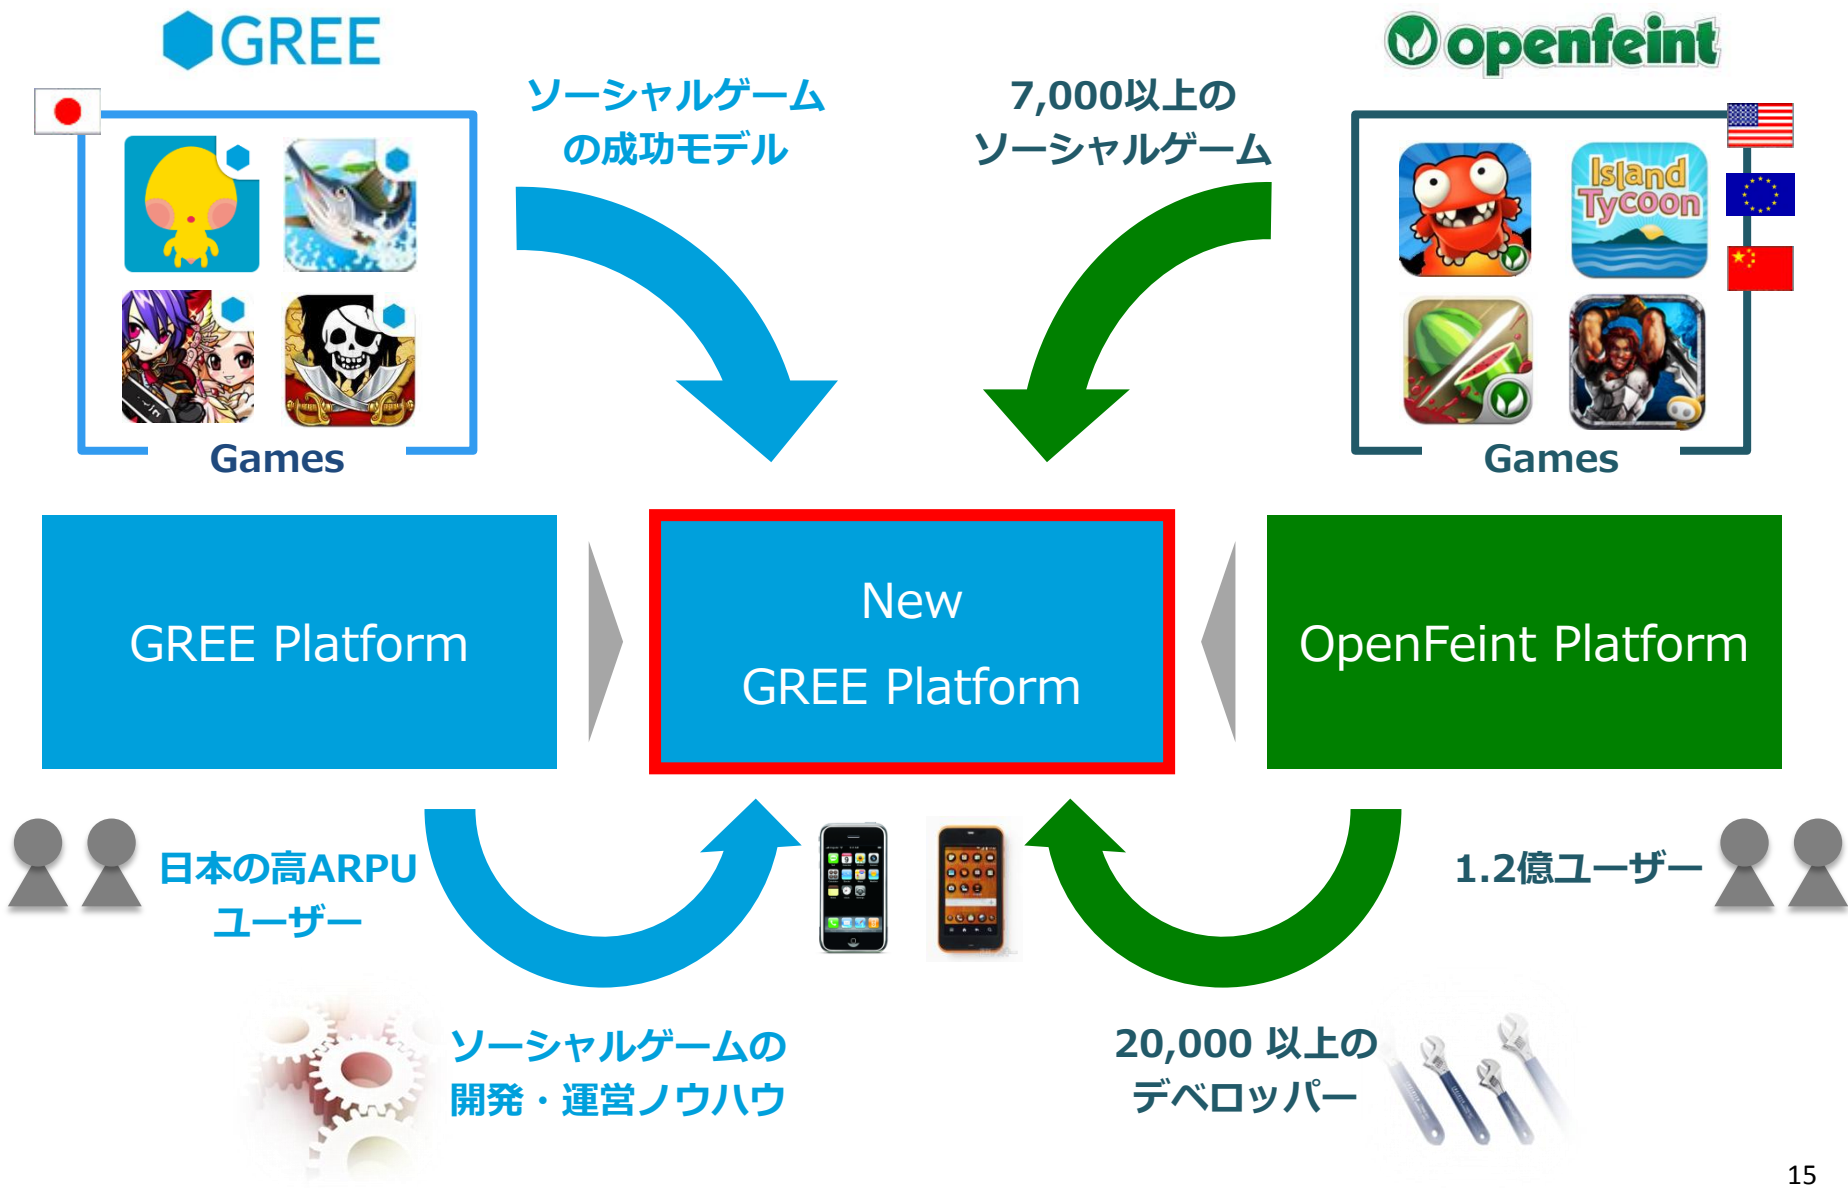 GREE
openfeint
ソーシャルゲーム
の成功モデル
7,000以上の
ソーシャルゲーム
Island
Tycoon
Games
Games
GREE Platform
New
GREE Platform
OpenFeint Platform
日本の高ARPU
ユーザー
1.2億ユーザー
ソーシャルゲームの
開発・運営ノウハウ
20,000 以上の
デベロッパー
15